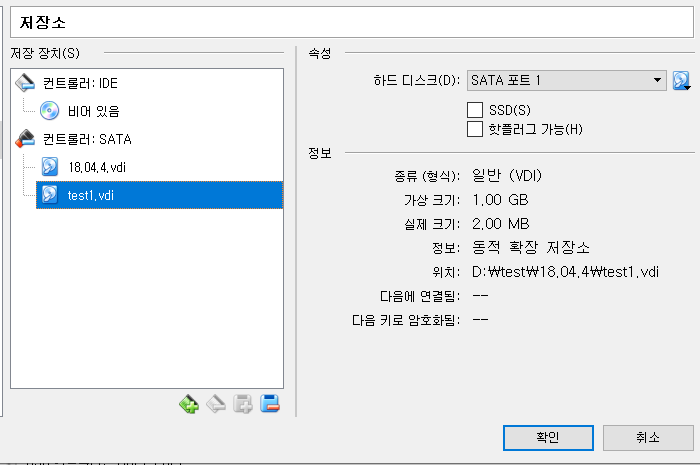 저장소
저장 장치(S)
컨트롤러: IDE
비어 있음
컨트롤러: SATA
18.04.4.vdi
test1.vdi
속성
하드 디스크(D): SATA 포트 1
SSD(S)
핫플러그 가능(H)
정보
종류 (형식): 일반 (VDI)
가상 크기: 1.00 GB
실제 크기: 2.00 MB
정보: 동적 확장 저장소
위치: D:₩test₩18.04.4₩test1.vdi
다음에 연결됨: --
다음 키로 암호화됨: --
확인
취소